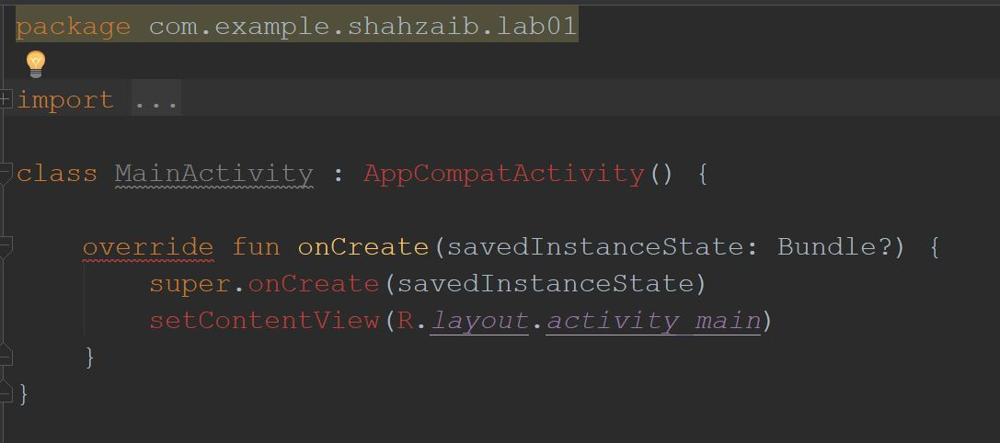 package com.example.shahzaib.lab01
import ...
class MainActivity : AppCompatActivity() {
override fun onCreate(savedInstanceState: Bundle?) {
super.onCreate(savedInstanceState)
setContentView(R.layout.activity_main)
}
}